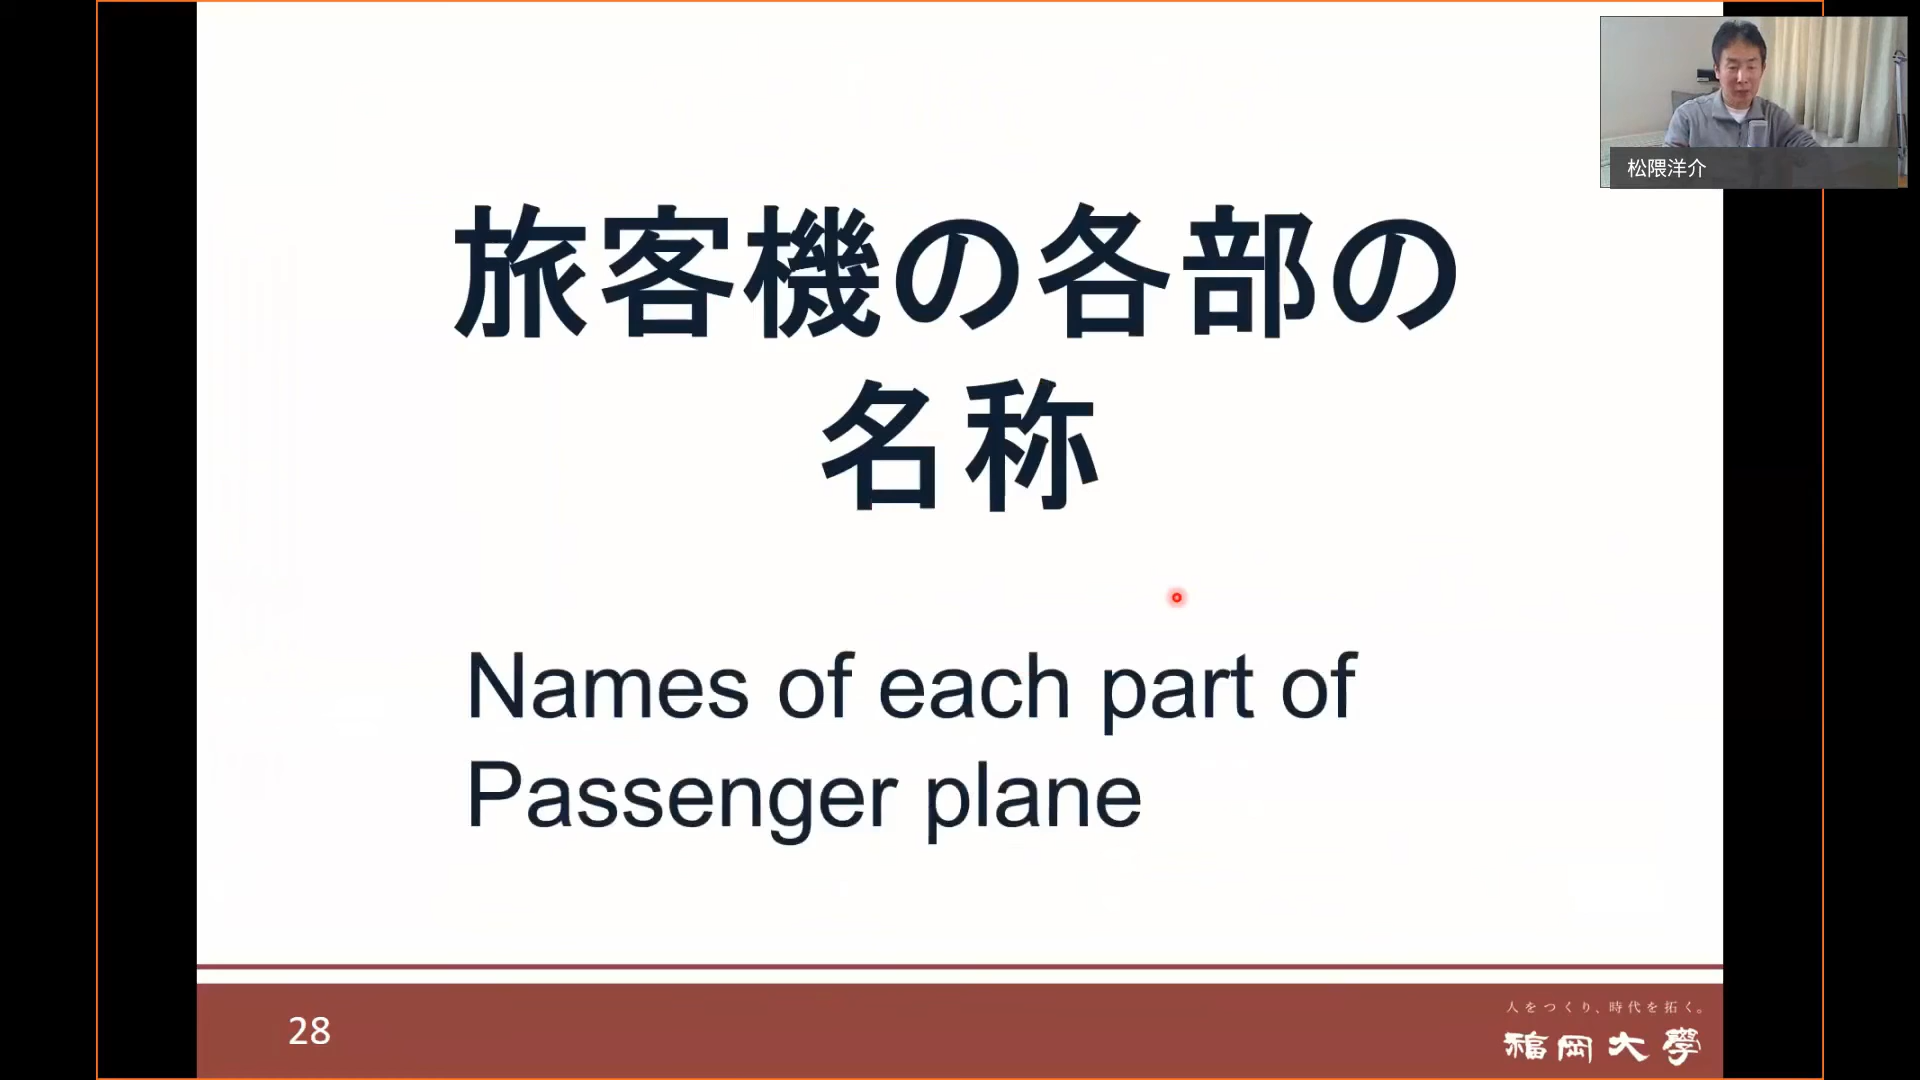 松隈洋介
旅客機の各部の
名称
Names of each part of
Passenger plane
28
人をつくり、時代を拓く。
福岡大學